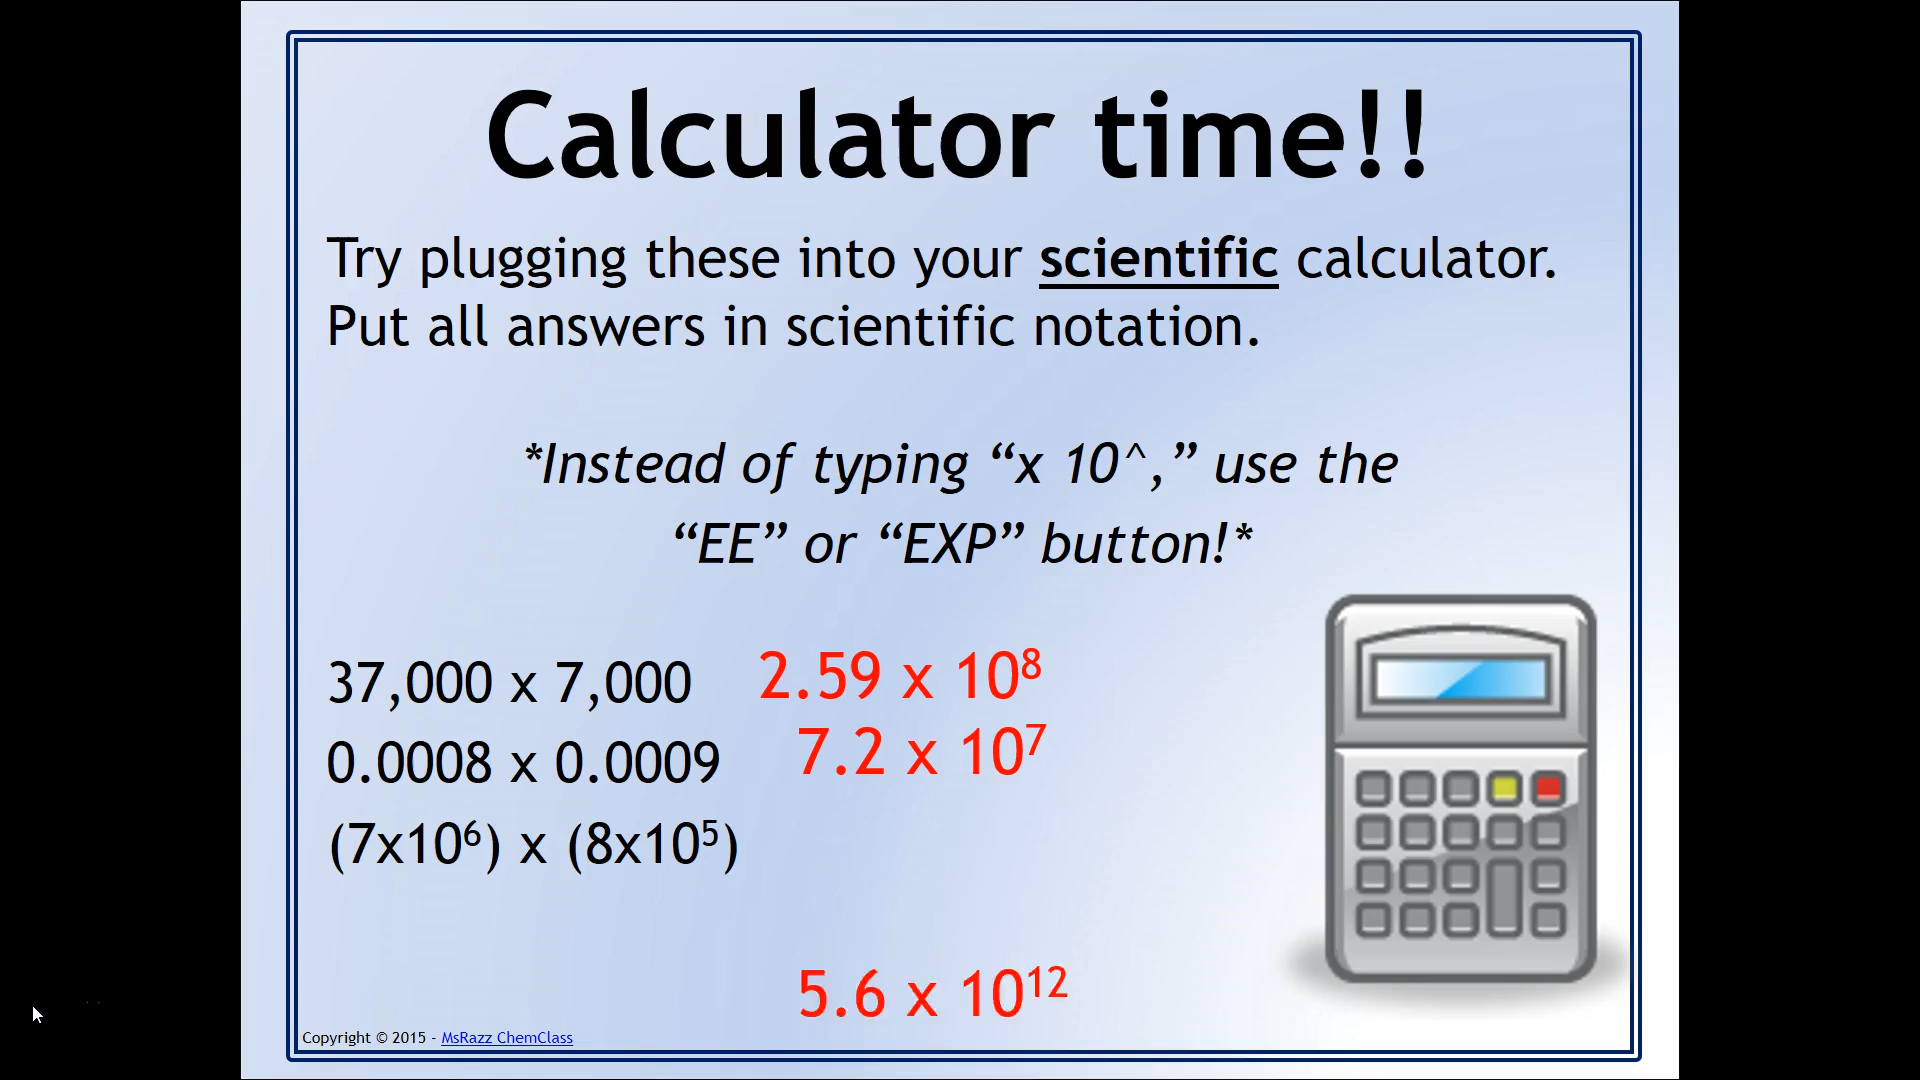 Calculator time!!
Try plugging these into your scientific calculator.
Put all answers in scientific notation.
*Instead of typing “x 10^,” use the
“EE” or “EXP” button!*
37,000 x 7,000 2.59 x 10⁸
0.0008 x 0.0009 7.2 x 10⁷
(7x10⁶) x (8x10⁵)
5.6 x 10¹²
Copyright © 2015 - MsRazz ChemClass